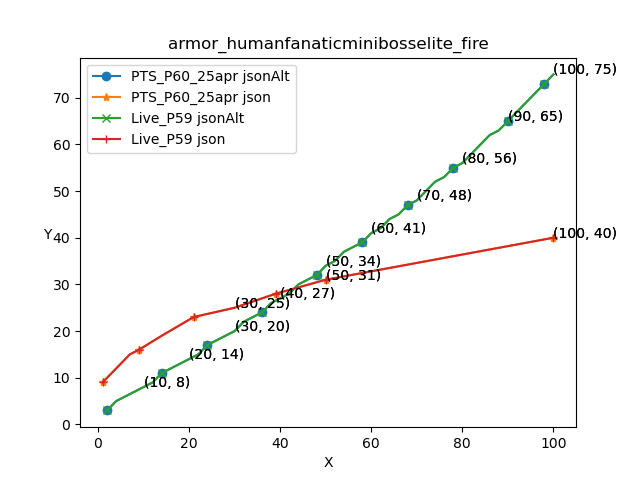 armor_humanfanaticminibosselite_fire
PTS_P60_25apr jsonAlt
PTS_P60_25apr json
Live_P59 jsonAlt
Live_P59 json
(100, 75)
(90, 65)
(80, 56)
(70, 48)
(60, 41)
(100, 40)
(50, 34)
(50, 31)
(40, 27)
(30, 25)
(30, 20)
(20, 14)
(10, 8)
Y
70
60
50
40
30
20
10
0
0 20 40 60 80 100
X